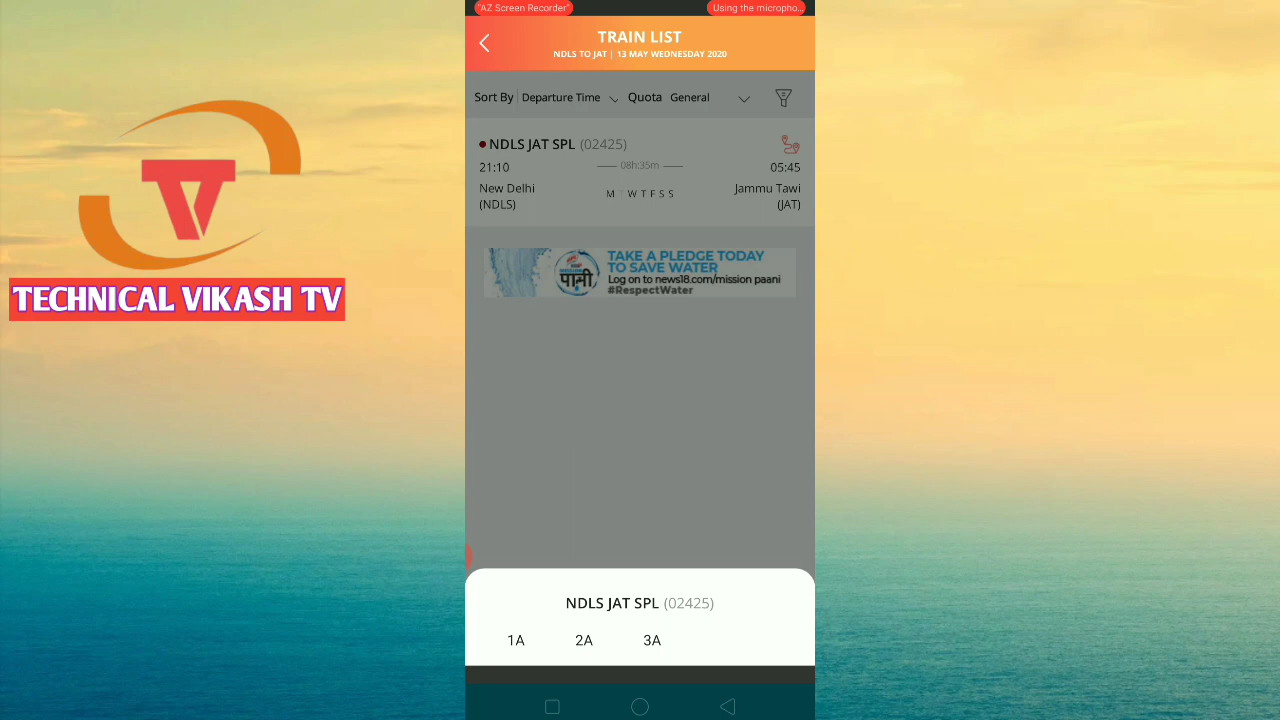 "AZ Screen Recorder"
Using the micropho...
TRAIN LIST
NDLS TO JAT | 13 MAY WEDNESDAY 2020
Sort By Departure Time Quota General
NDLS JAT SPL (02425)
21:10 08h:35m 05:45
New Delhi M T W T F S S Jammu Tawi
(NDLS) (JAT)
TAKE A PLEDGE TODAY
TO SAVE WATER
MISSION
पानी
Log on to news18.com/mission paani
#RespectWater
V
TECHNICAL VIKASH TV
NDLS JAT SPL (02425)
1A 2A 3A